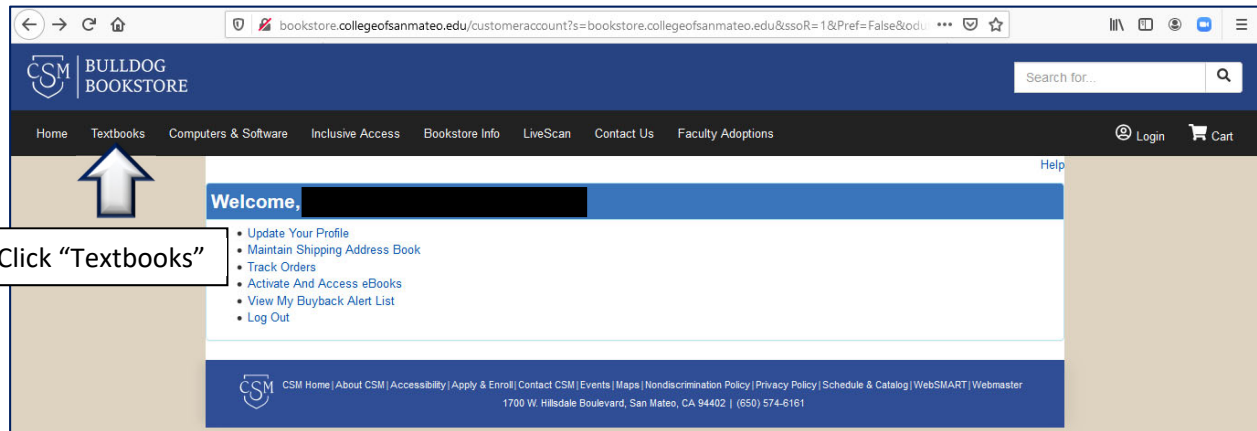 bookstore.collegeofsanmateo.edu/customeraccount?s=bookstore.collegeofsanmateo.edu&ssoR=1&Pref=False&odu
CSM BULLDOG BOOKSTORE
Search for...
Home Textbooks Computers & Software Inclusive Access Bookstore Info LiveScan Contact Us Faculty Adoptions Login Cart
Help
Welcome,
Click “Textbooks”
• Update Your Profile
• Maintain Shipping Address Book
• Track Orders
• Activate And Access eBooks
• View My Buyback Alert List
• Log Out
CSM CSM Home | About CSM | Accessibility | Apply & Enroll | Contact CSM | Events | Maps | Nondiscrimination Policy | Privacy Policy | Schedule & Catalog | WebSMART | Webmaster
1700 W. Hillsdale Boulevard, San Mateo, CA 94402 | (650) 574-6161